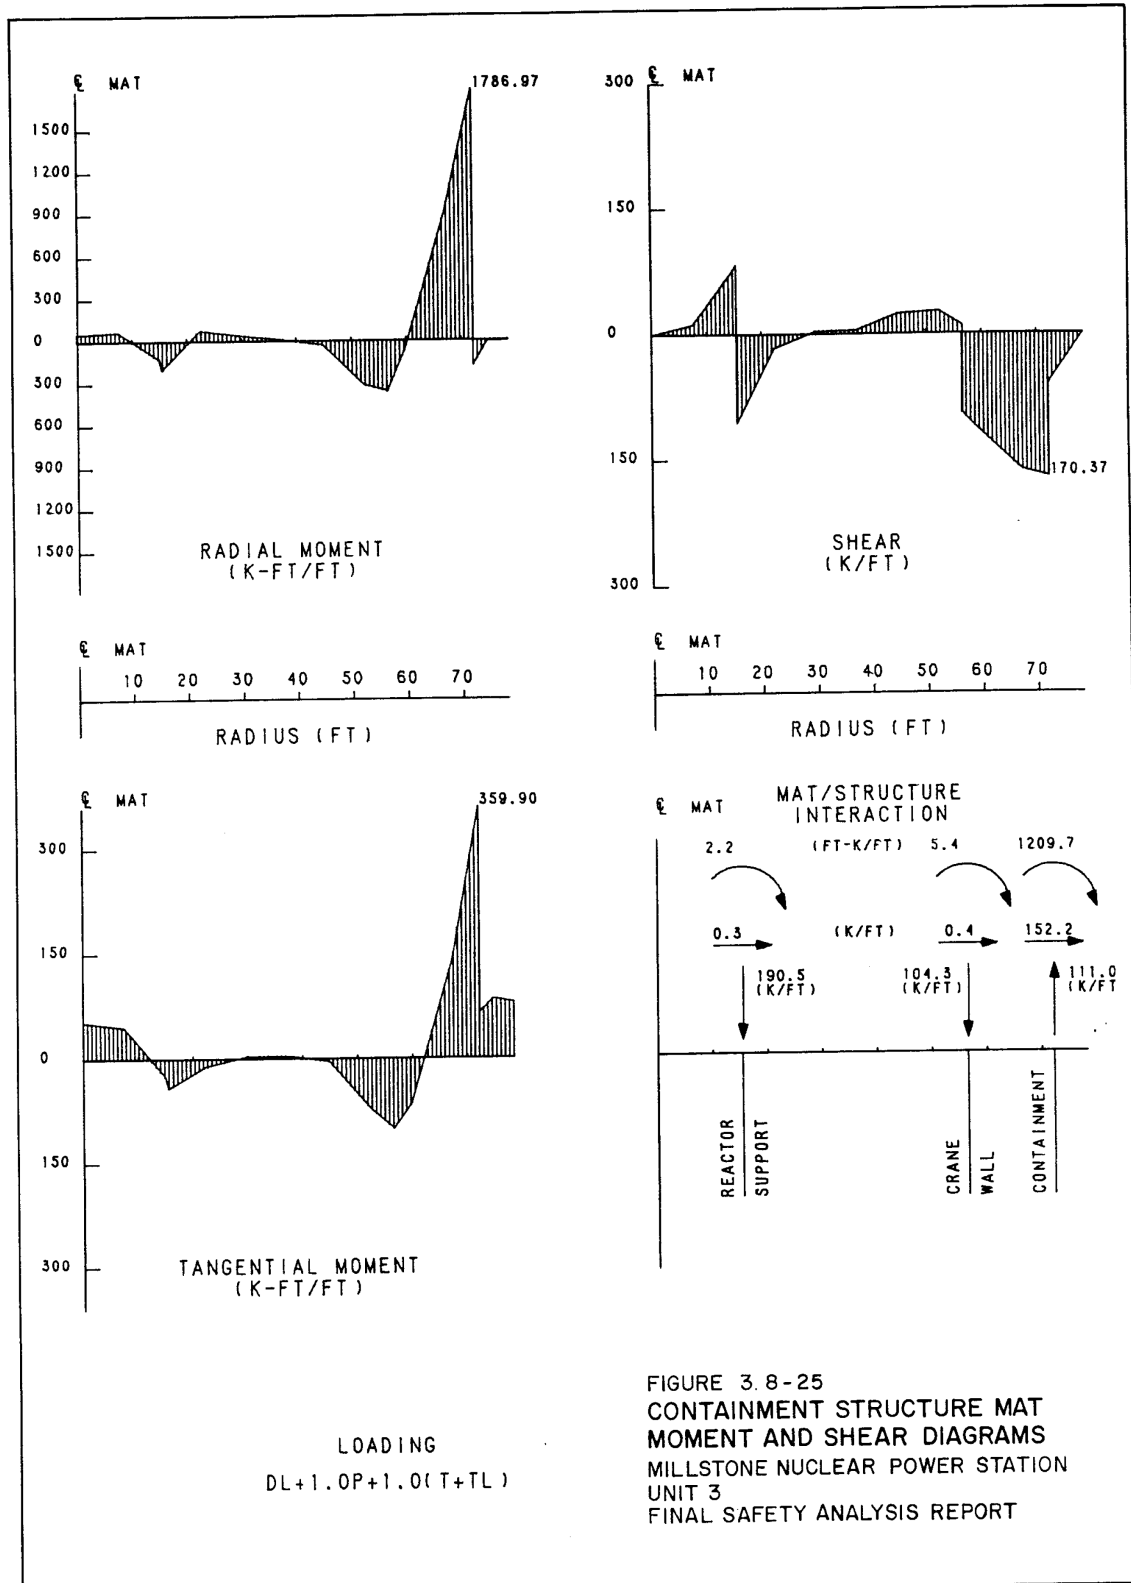 ℄ MAT
1786.97
1500
1200
900
600
300
0
300
600
900
1200
1500
RADIAL MOMENT
(K-FT/FT)
℄ MAT
300
150
0
150
300
170.37
SHEAR
(K/FT)
℄ MAT
10 20 30 40 50 60 70
RADIUS (FT)
℄ MAT
10 20 30 40 50 60 70
RADIUS (FT)
℄ MAT
359.90
300
150
0
150
300
TANGENTIAL MOMENT
(K-FT/FT)
℄ MAT
MAT/STRUCTURE
INTERACTION
2.2 (FT-K/FT) 5.4 1209.7
0.3 (K/FT) 0.4 152.2
190.5
(K/FT)
104.3
(K/FT)
111.0
(K/FT
REACTOR
SUPPORT
CRANE
WALL
CONTAINMENT
LOADING
DL+1.0P+1.0(T+TL)
FIGURE 3.8-25
CONTAINMENT STRUCTURE MAT
MOMENT AND SHEAR DIAGRAMS
MILLSTONE NUCLEAR POWER STATION
UNIT 3
FINAL SAFETY ANALYSIS REPORT